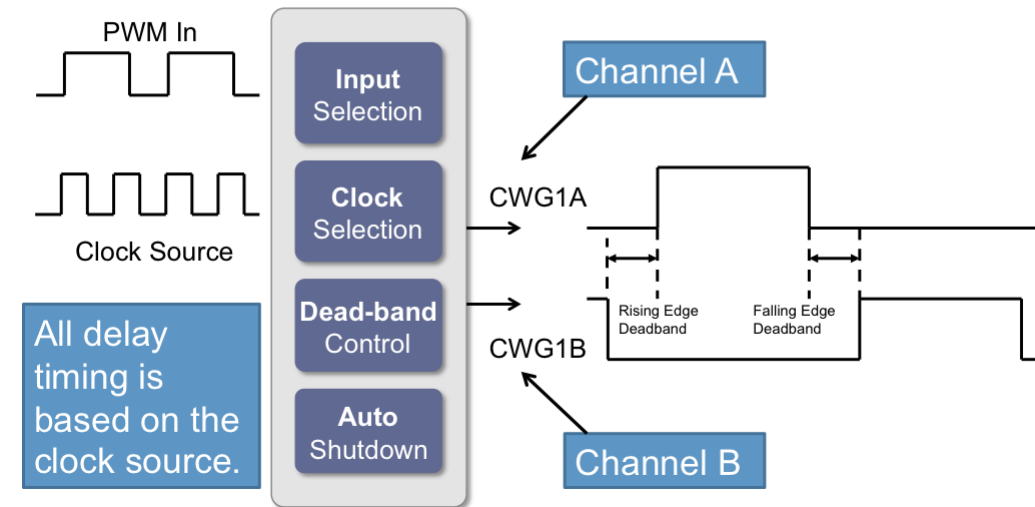 PWM In
Clock Source
All delay
timing is
based on the
clock source.
Input
Selection
Clock
Selection
Dead-band
Control
Auto
Shutdown
Channel A
CWG1A
Rising Edge
Deadband
Falling Edge
Deadband
CWG1B
Channel B